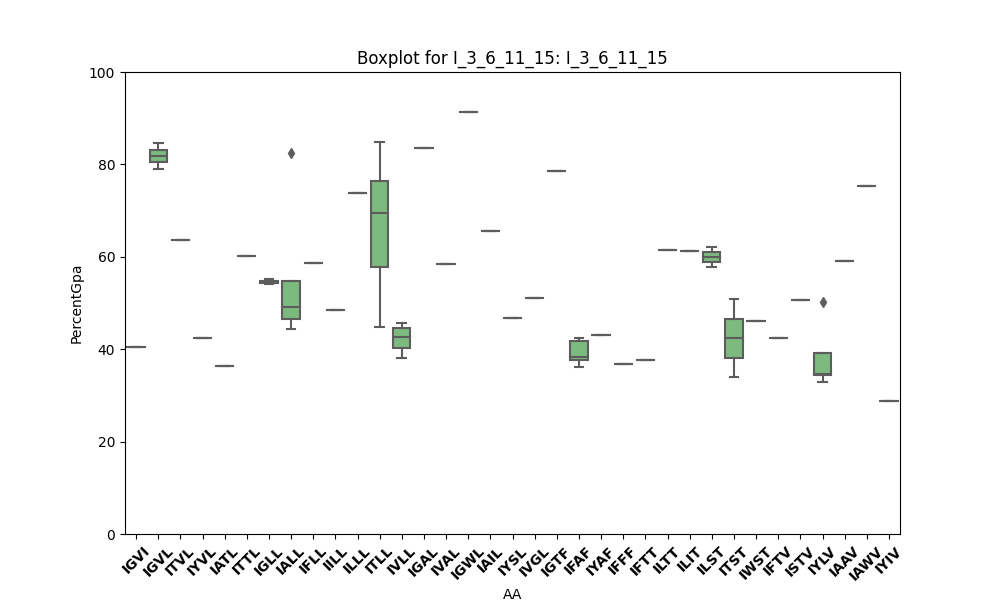 Boxplot for I_3_6_11_15: I_3_6_11_15
100
80
60
40
20
0
PercentGpa
IGVI
IGVL
ITVL
IYVL
IATL
ITTL
IGLL
IALL
IFLL
IILL
ILLL
ITLL
IVLL
IGAL
IVAL
IGWL
IAIL
IYSL
IVGL
IGTF
IFAF
IYAF
IFFF
IFTT
ILTT
ILIT
ILST
ITST
IWST
IFTV
ISTV
IYLV
IAAV
IAWV
IYIV
AA